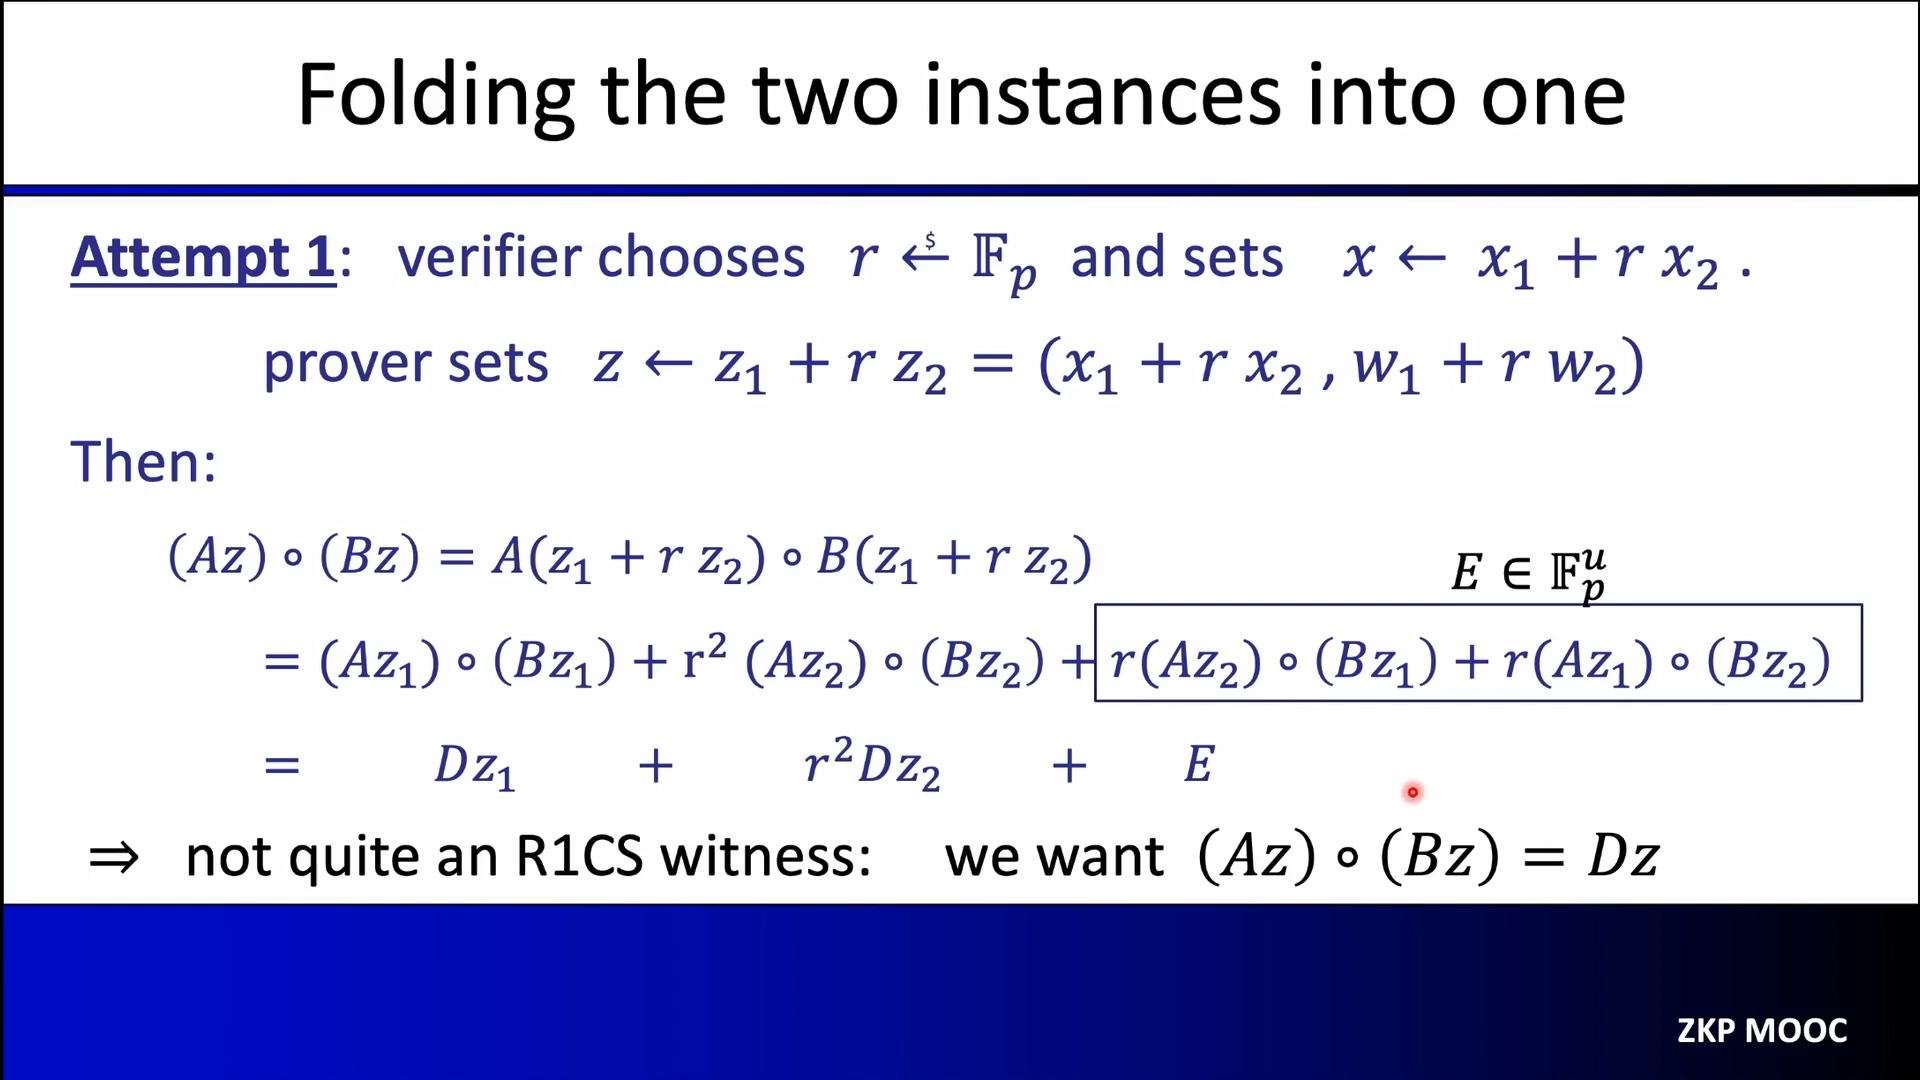 Folding the two instances into one
Attempt 1: verifier chooses r ←$ 𝔽ₚ and sets x ← x₁ + r x₂ .
prover sets z ← z₁ + r z₂ = (x₁ + r x₂ , w₁ + r w₂)
Then:
(Az) ∘ (Bz) = A(z₁ + r z₂) ∘ B(z₁ + r z₂)
E ∈ 𝔽ₚᵘ
= (Az₁) ∘ (Bz₁) + r² (Az₂) ∘ (Bz₂) + r(Az₂) ∘ (Bz₁) + r(Az₁) ∘ (Bz₂)
= Dz₁ + r²Dz₂ + E
⇒ not quite an R1CS witness: we want (Az) ∘ (Bz) = Dz
ZKP MOOC